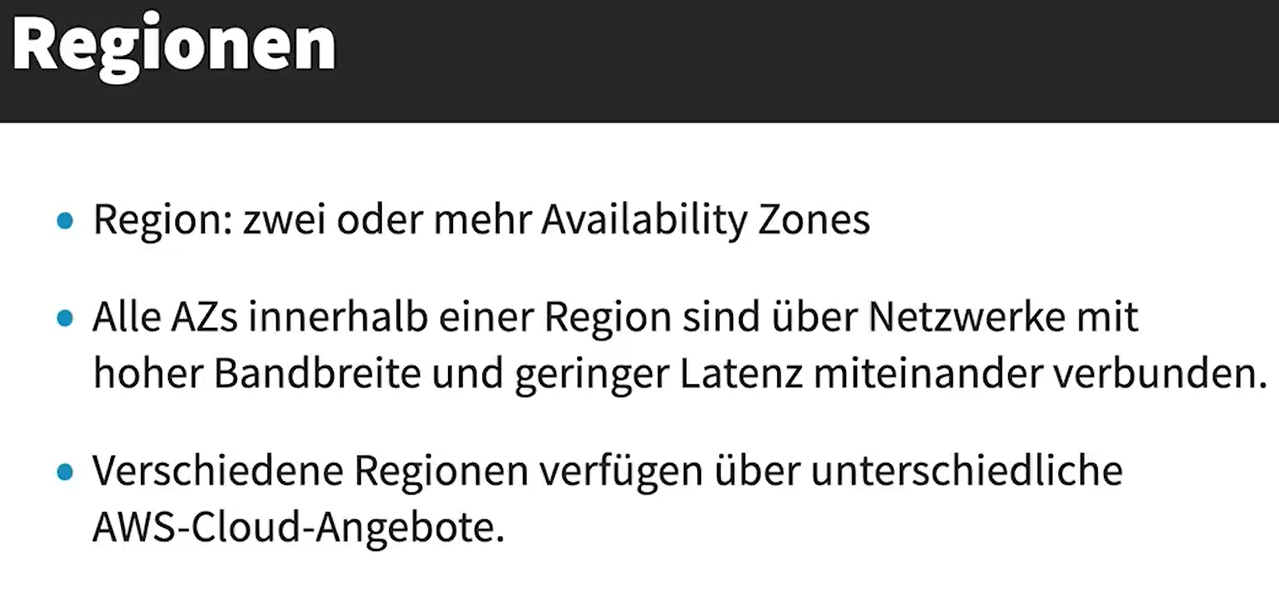 Regionen
• Region: zwei oder mehr Availability Zones
• Alle AZs innerhalb einer Region sind über Netzwerke mit
hoher Bandbreite und geringer Latenz miteinander verbunden.
• Verschiedene Regionen verfügen über unterschiedliche
AWS-Cloud-Angebote.